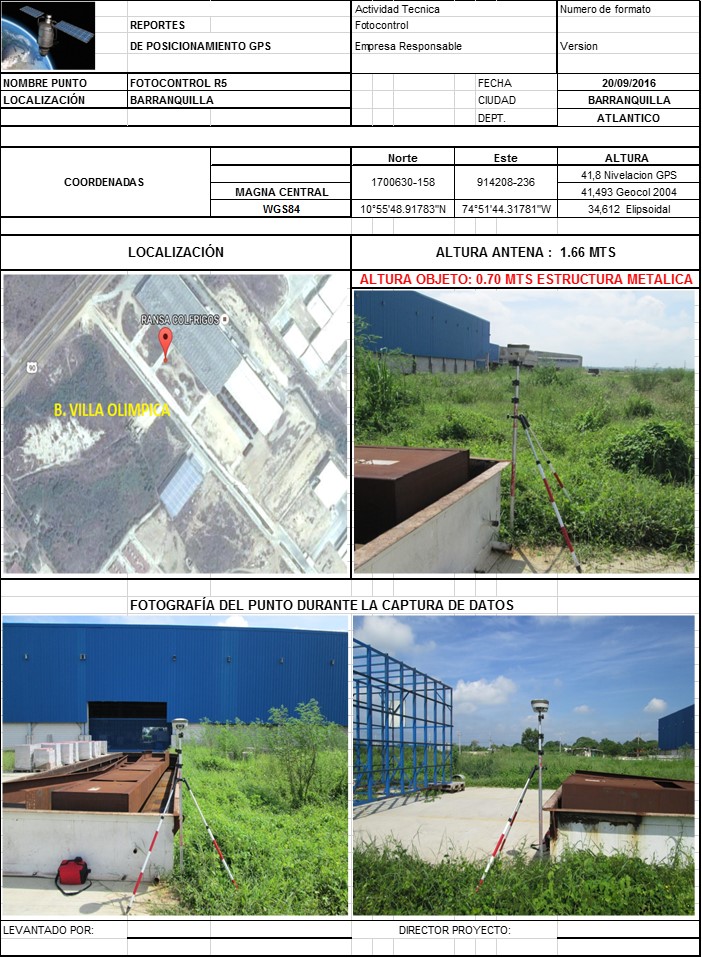 Actividad Tecnica
Numero de formato
REPORTES
Fotocontrol
DE POSICIONAMIENTO GPS
Empresa Responsable
Version
NOMBRE PUNTO
FOTOCONTROL R5
FECHA
20/09/2016
LOCALIZACIÓN
BARRANQUILLA
CIUDAD
BARRANQUILLA
DEPT.
ATLANTICO
COORDENADAS
Norte
Este
ALTURA
MAGNA CENTRAL
1700630-158
914208-236
41,8 Nivelacion GPS
41,493 Geocol 2004
WGS84
10°55'48.91783"N
74°51'44.31781"W
34,612 Elipsoidal
LOCALIZACIÓN
ALTURA ANTENA : 1.66 MTS
ALTURA OBJETO: 0.70 MTS ESTRUCTURA METALICA
RANSA COLFRIGOS
90
B. VILLA OLIMPICA
FOTOGRAFÍA DEL PUNTO DURANTE LA CAPTURA DE DATOS
LEVANTADO POR:
DIRECTOR PROYECTO: